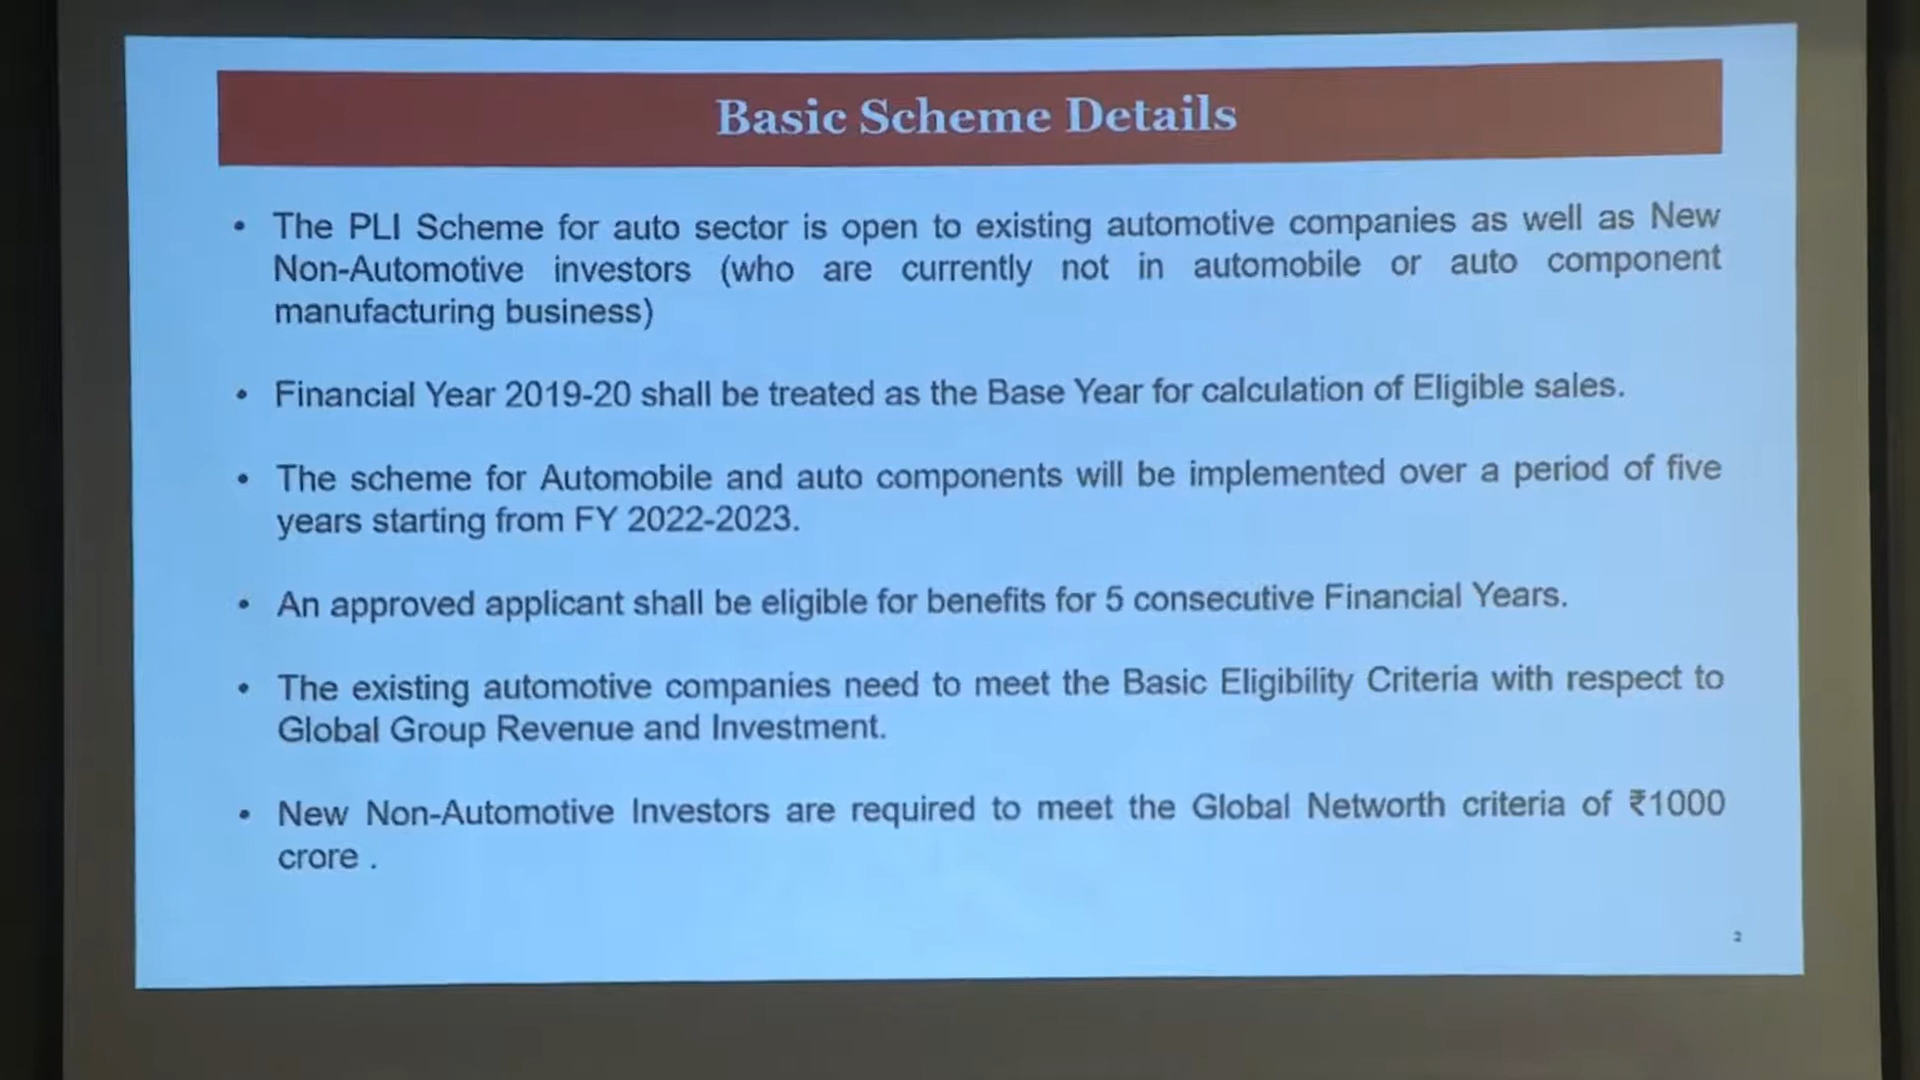 Basic Scheme Details
• The PLI Scheme for auto sector is open to existing automotive companies as well as New
Non-Automotive investors (who are currently not in automobile or auto component
manufacturing business)
• Financial Year 2019-20 shall be treated as the Base Year for calculation of Eligible sales.
• The scheme for Automobile and auto components will be implemented over a period of five
years starting from FY 2022-2023.
• An approved applicant shall be eligible for benefits for 5 consecutive Financial Years.
• The existing automotive companies need to meet the Basic Eligibility Criteria with respect to
Global Group Revenue and Investment.
• New Non-Automotive Investors are required to meet the Global Networth criteria of ₹1000
crore .
2